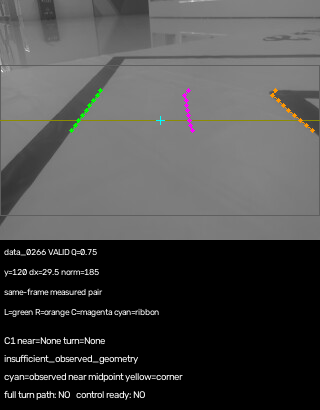 data_0266 VALID Q=0.75
y=120 dx=29.5 norm=185
same-frame measured pair
L=green R=orange C=magenta cyan=ribbon
C1 near=None turn=None
insufficient_observed_geometry
cyan=observed near midpoint yellow=corner
full turn path: NO control ready: NO